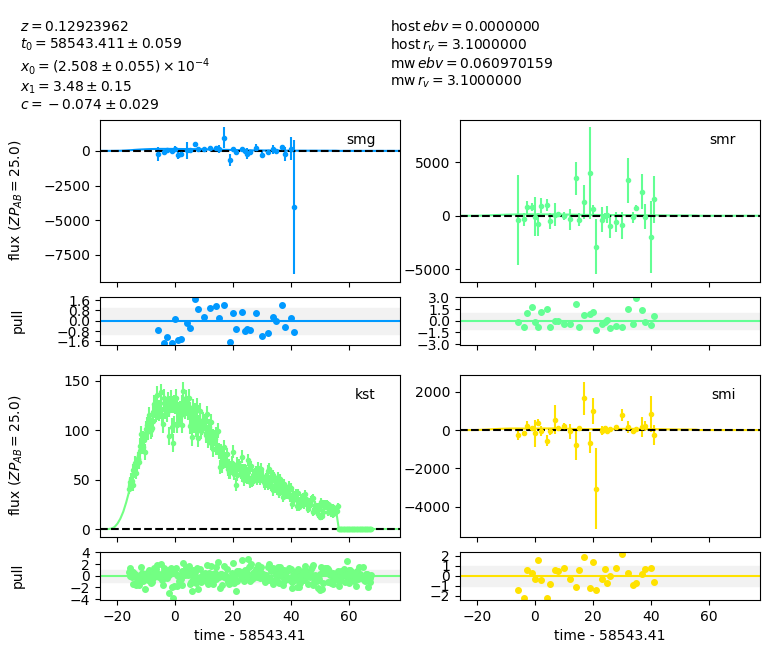 z = 0.12923962
t₀ = 58543.411 ± 0.059
x₀ = (2.508 ± 0.055) × 10⁻⁴
x₁ = 3.48 ± 0.15
c = −0.074 ± 0.029
host ebv = 0.0000000
host r_v = 3.1000000
mw ebv = 0.060970159
mw r_v = 3.1000000
smg
flux (ZP_AB = 25.0)
0
−2500
−5000
−7500
smr
5000
0
−5000
pull
1.6
0.8
0.0
−0.8
−1.6
3.0
1.5
0.0
−1.5
−3.0
kst
flux (ZP_AB = 25.0)
150
100
50
0
smi
2000
0
−2000
−4000
pull
4
2
0
−2
−4
2
1
0
−1
−2
−20 0 20 40 60
time - 58543.41
−20 0 20 40 60
time - 58543.41